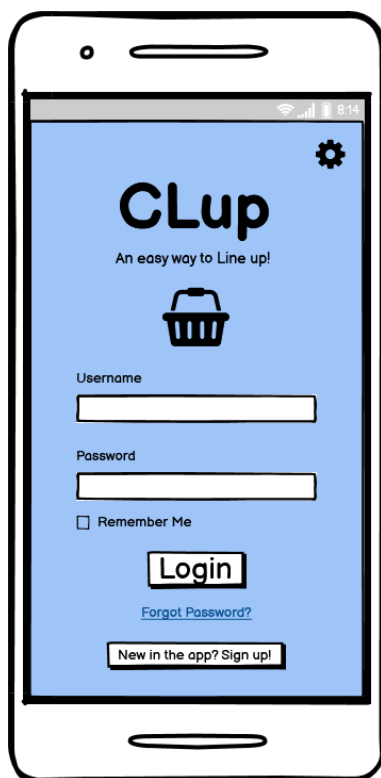 8:14
CLup
An easy way to Line up!
Username
Password
Remember Me
Login
Forgot Password?
New in the app? Sign up!